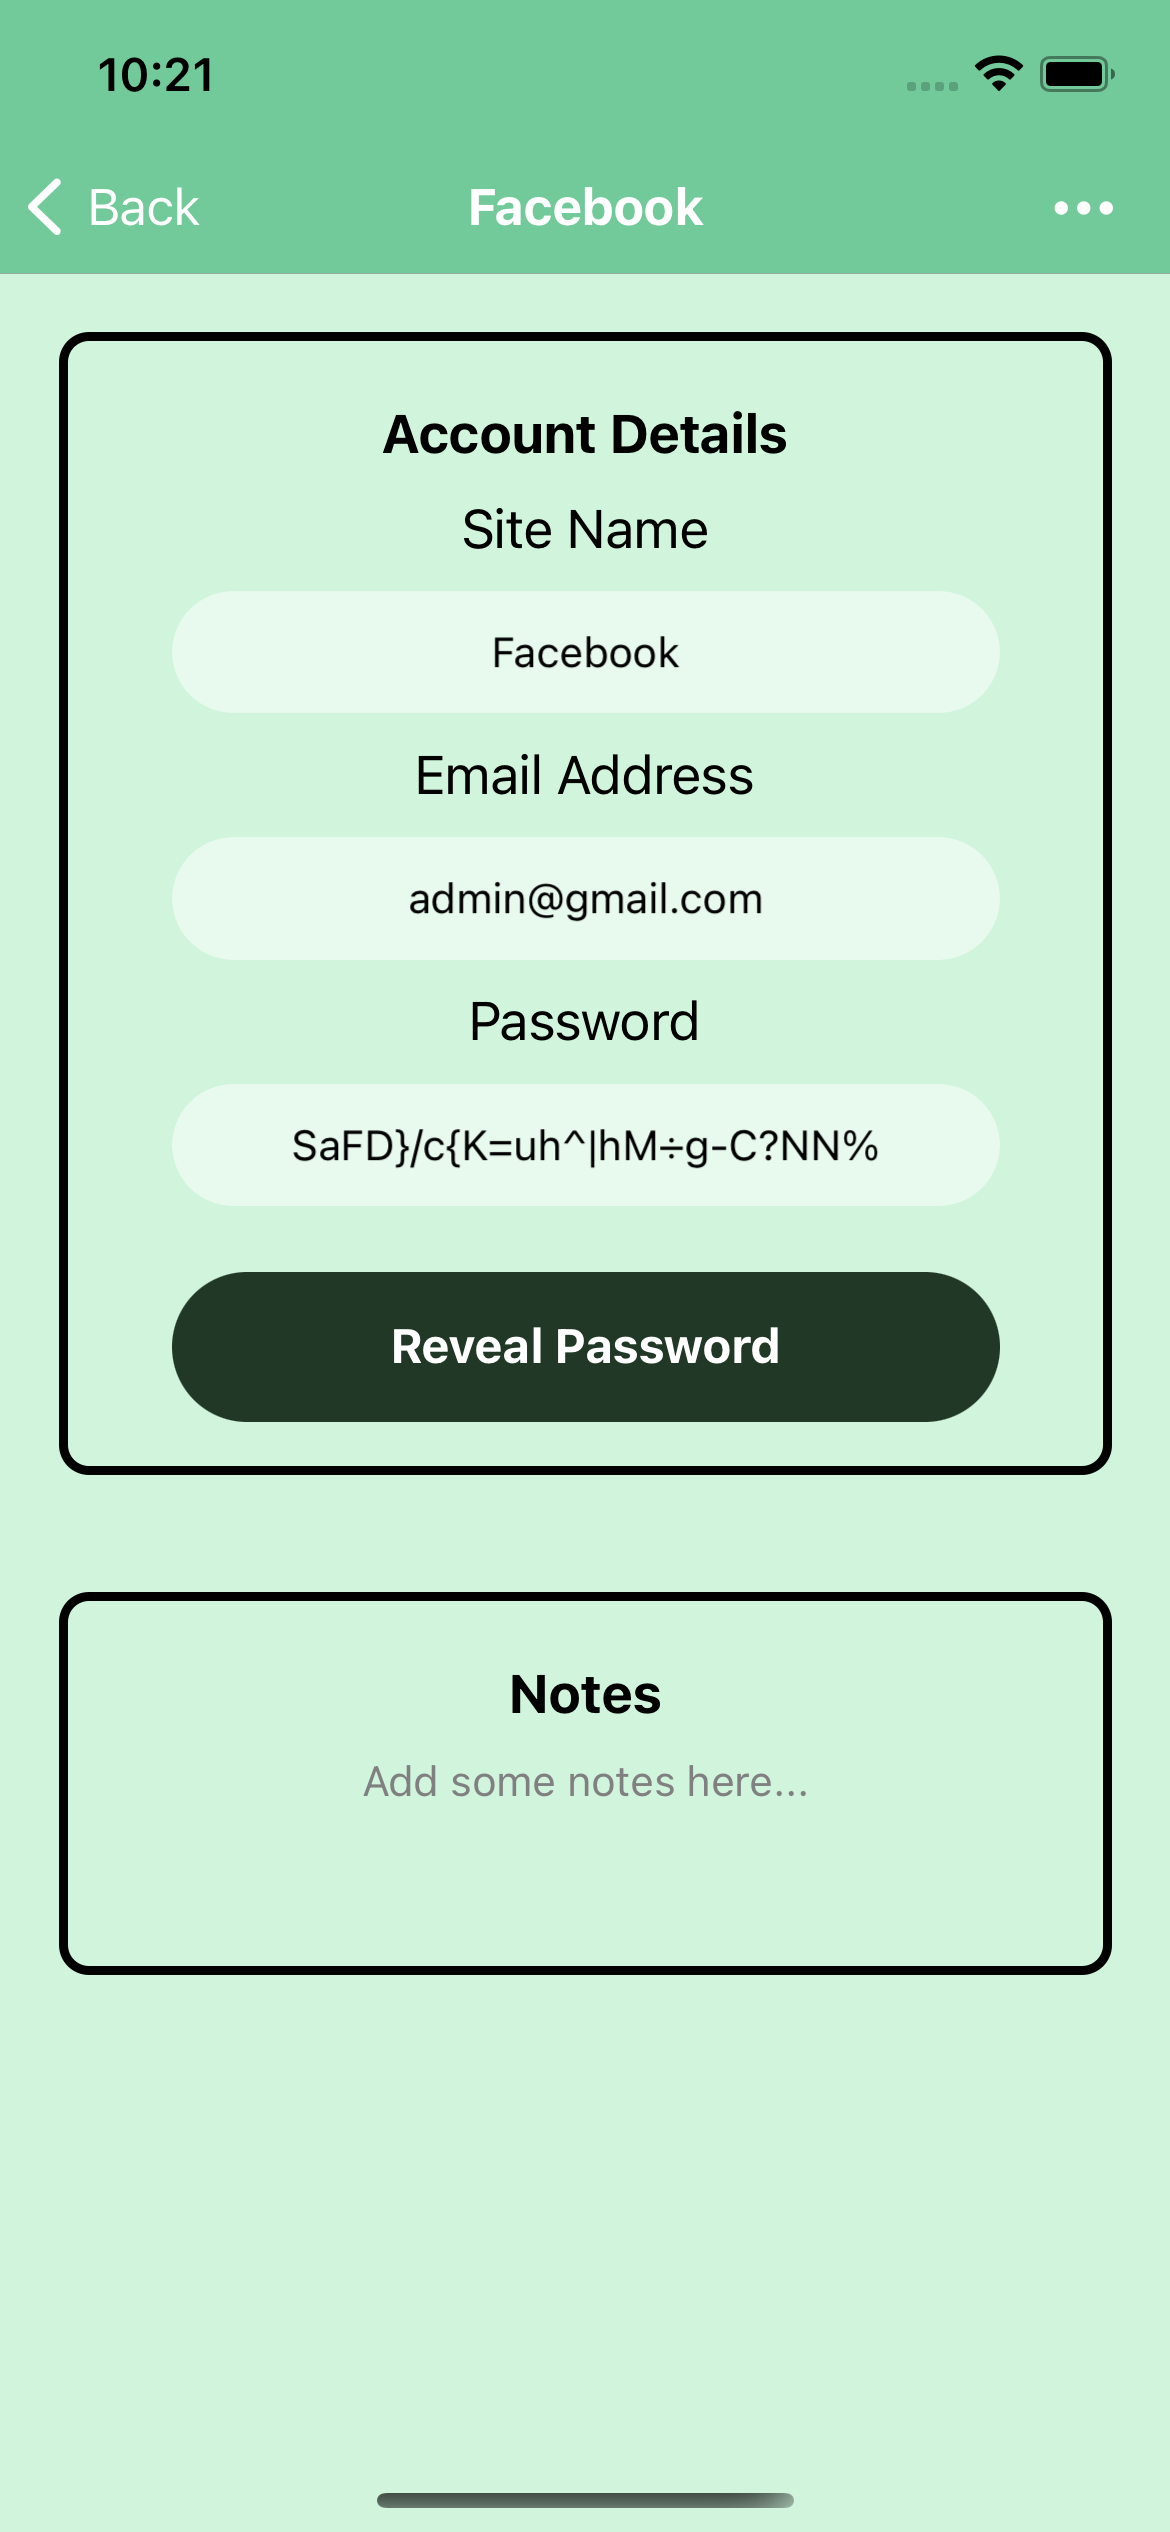 10:21
Back
Facebook
Account Details
Site Name
Facebook
Email Address
admin@gmail.com
Password
SaFD}/c{K=uh^|hM÷g-C?NN%
Reveal Password
Notes
Add some notes here...